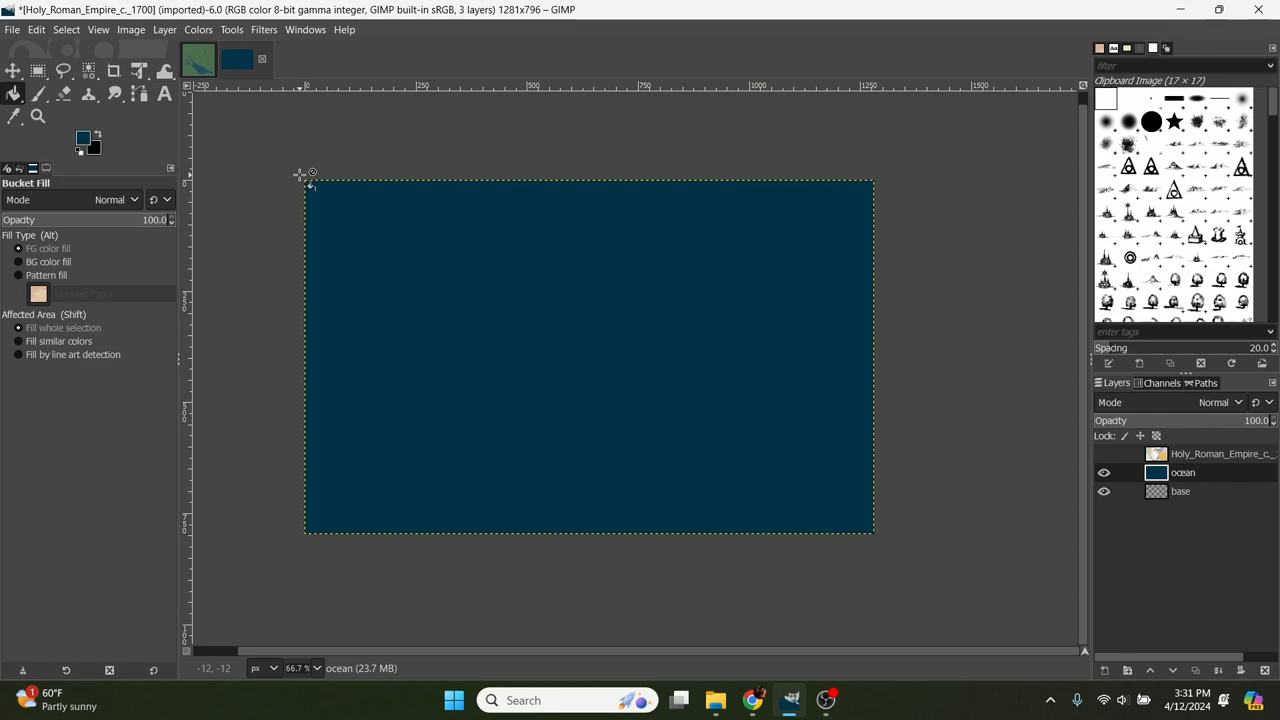 *[Holy_Roman_Empire_c._1700] (imported)-6.0 (RGB color 8-bit gamma integer, GIMP built-in sRGB, 3 layers) 1281x796 – GIMP
File Edit Select View Image Layer Colors Tools Filters Windows Help
-250 0 250 500 750 1000 1250 1500
filter
Clipboard Image (17 × 17)
Bucket Fill
Mode Normal
Opacity 100.0
Fill Type (Alt)
FG color fill
BG color fill
Pattern fill
Affected Area (Shift)
Fill whole selection
Fill similar colors
Fill by line art detection
enter tags
Spacing 20.0
Layers Channels Paths
Mode Normal
Opacity 100.0
Lock:
Holy_Roman_Empire_c._
ocean
base
-12, -12 px 66.7 % ocean (23.7 MB)
1 60°F
Partly sunny
Search
3:31 PM
4/12/2024